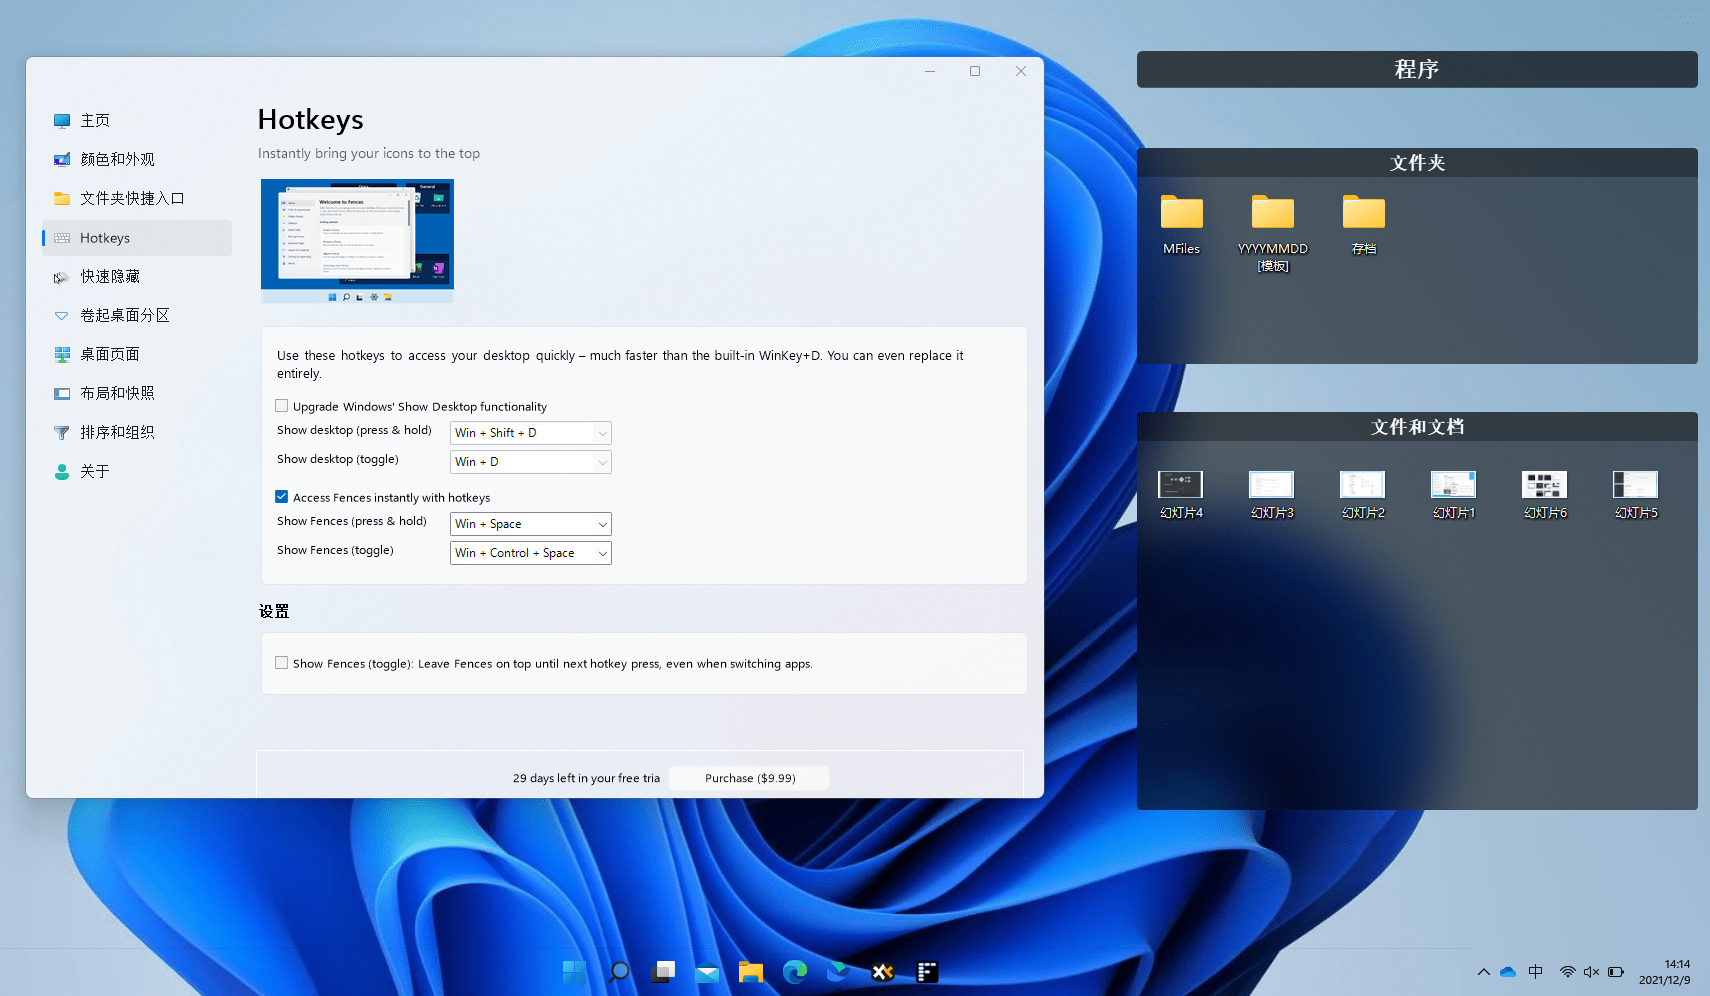 主页
颜色和外观
文件夹快捷入口
Hotkeys
快速隐藏
卷起桌面分区
桌面页面
布局和快照
排序和组织
关于
Hotkeys
Instantly bring your icons to the top
Welcome to Fences
General
Use these hotkeys to access your desktop quickly – much faster than the built-in WinKey+D. You can even replace it
entirely.
Upgrade Windows' Show Desktop functionality
Show desktop (press & hold)
Win + Shift + D
Show desktop (toggle)
Win + D
Access Fences instantly with hotkeys
Show Fences (press & hold)
Win + Space
Show Fences (toggle)
Win + Control + Space
设置
Show Fences (toggle): Leave Fences on top until next hotkey press, even when switching apps.
29 days left in your free tria
Purchase ($9.99)
程序
文件夹
MFiles
YYYYMMDD
[模板]
存档
文件和文档
幻灯片4
幻灯片3
幻灯片2
幻灯片1
幻灯片6
幻灯片5
中
14:14
2021/12/9